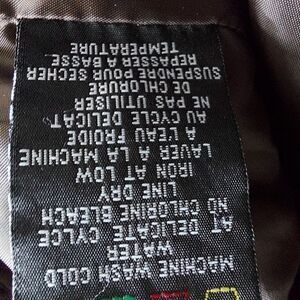 MACHINE WASH COLD
WATER
AT DELICATE CYLCE
NO CHLORINE BLEACH
LINE DRY
IRON AT LOW
LAVER A LA MACHINE
A L'EAU FROIDE
AU CYCLE DELICAT
NE PAS UTILISER
DE CHLORURE
SUSPENDRE POUR SECHER
REPASSER A BASSE
TEMPERATURE